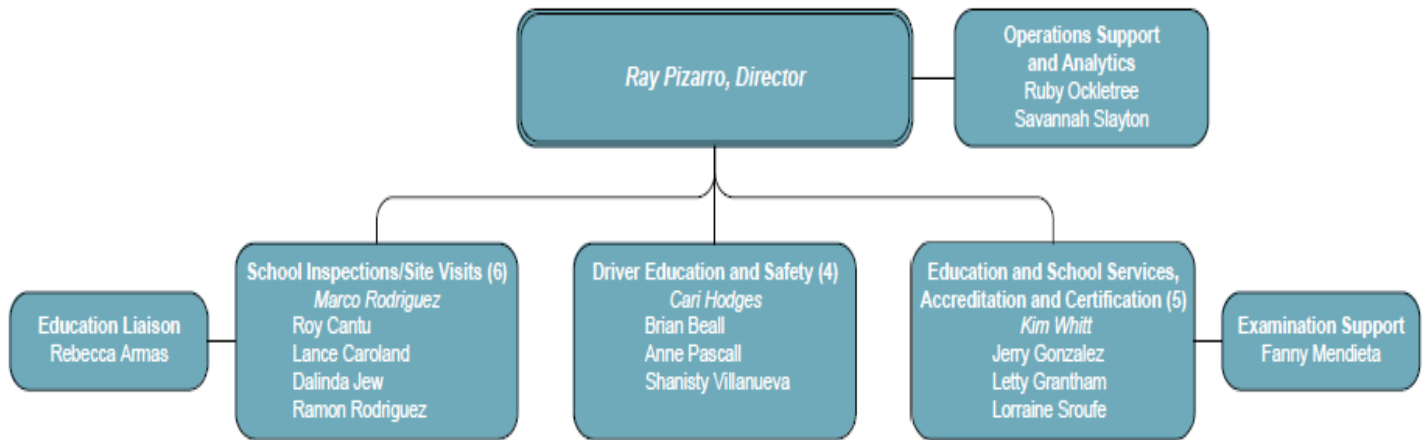 Ray Pizarro, Director
Operations Support
and Analytics
Ruby Ockletree
Savannah Slayton
Education Liaison
Rebecca Armas
School Inspections/Site Visits (6)
Marco Rodriguez
Roy Cantu
Lance Caroland
Dalinda Jew
Ramon Rodriguez
Driver Education and Safety (4)
Cari Hodges
Brian Beall
Anne Pascall
Shanisty Villanueva
Education and School Services,
Accreditation and Certification (5)
Kim Whitt
Jerry Gonzalez
Letty Grantham
Lorraine Sroufe
Examination Support
Fanny Mendieta